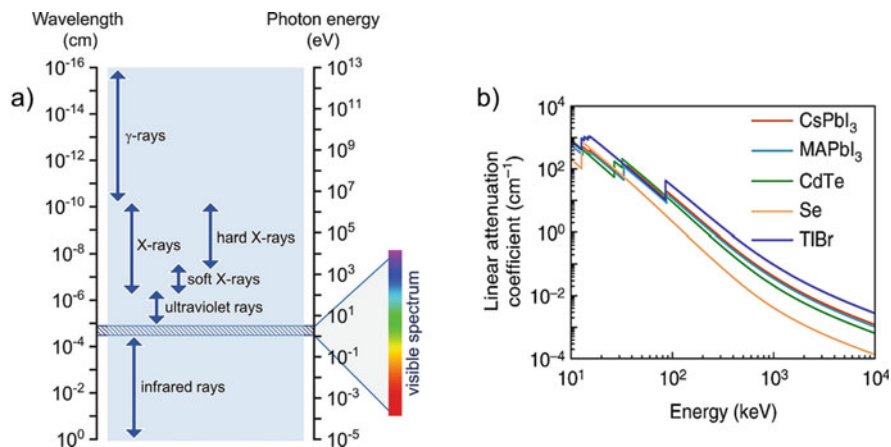 Wavelength
(cm)
Photon energy
(eV)
a)
10⁻¹⁶
10⁻¹⁴
10⁻¹²
10⁻¹⁰
10⁻⁸
10⁻⁶
10⁻⁴
10⁻²
10⁰
γ-rays
X-rays
hard X-rays
soft X-rays
ultraviolet rays
infrared rays
10¹³
10¹¹
10⁹
10⁷
10⁵
10³
10¹
10⁻¹
10⁻³
10⁻⁵
visible spectrum
b)
Linear attenuation
coefficient (cm⁻¹)
10⁴
10²
10⁰
10⁻²
10⁻⁴
CsPbI₃
MAPbI₃
CdTe
Se
TlBr
10¹
10²
10³
10⁴
Energy (keV)